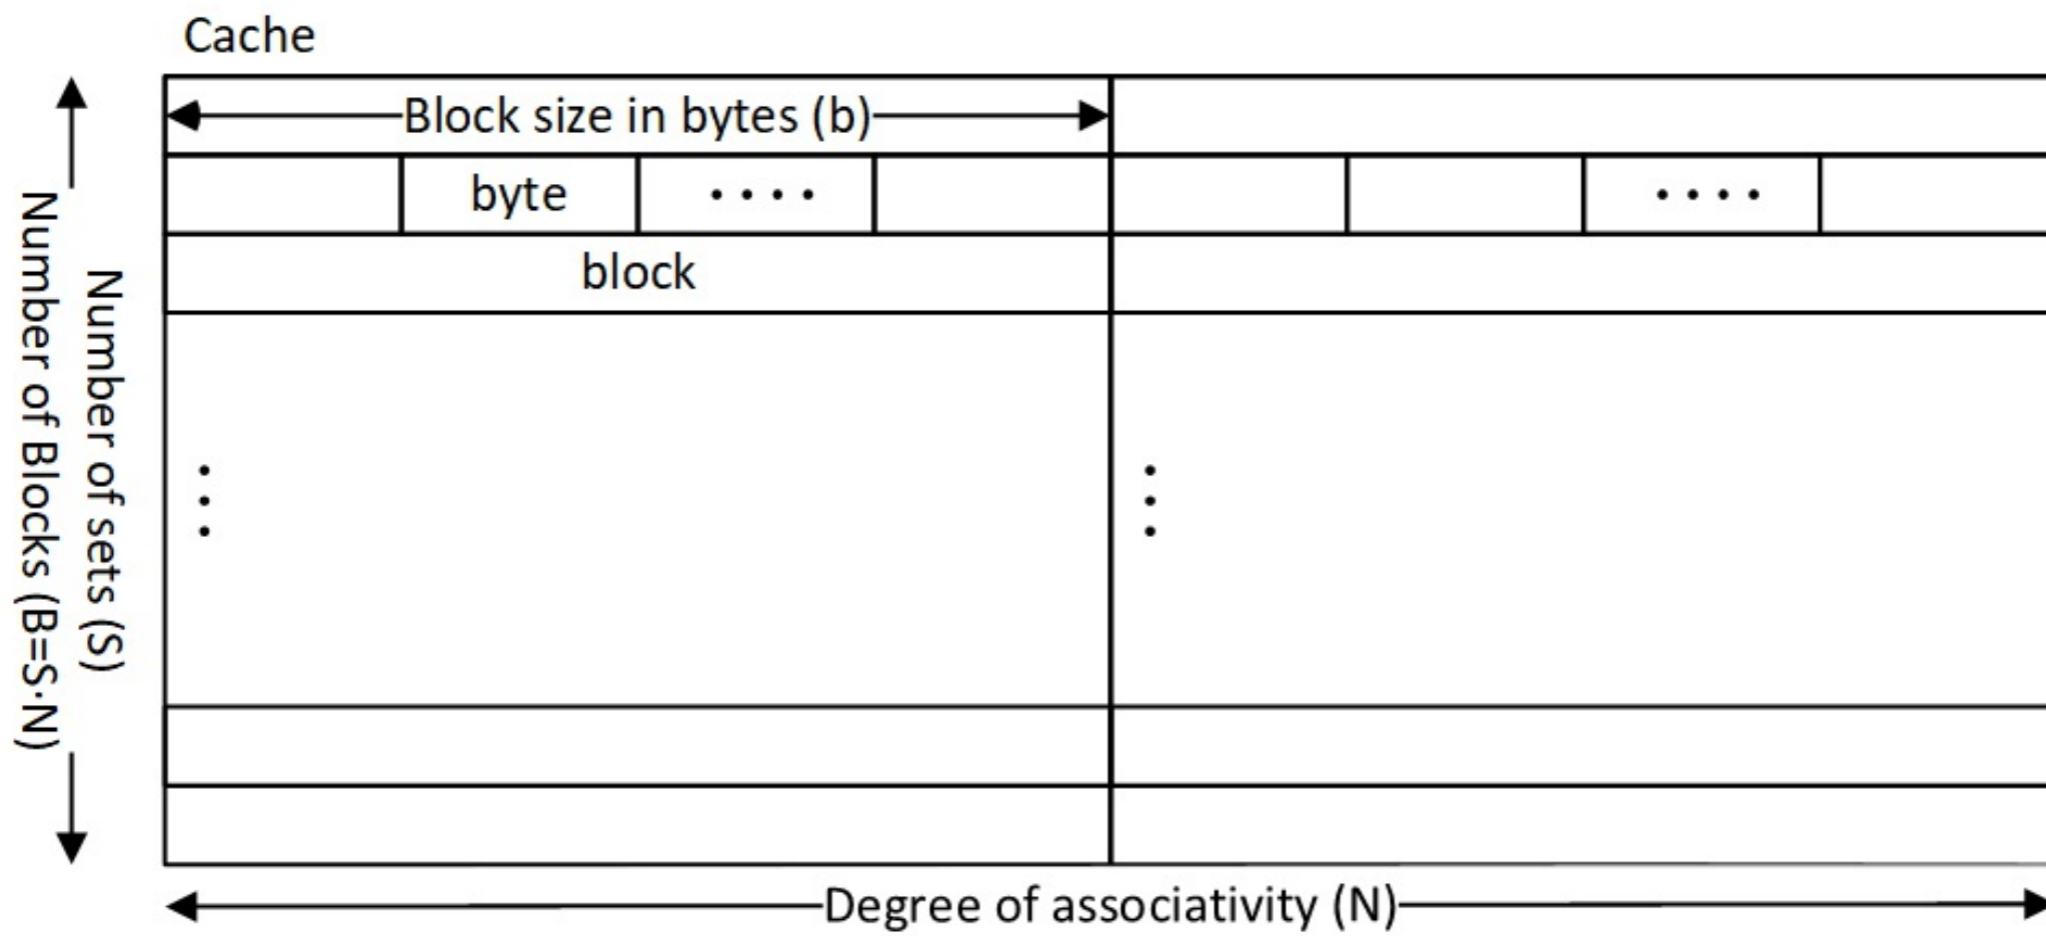 Cache
Block size in bytes (b)
byte
block
Number of sets (S)
Number of Blocks (B=S·N)
Degree of associativity (N)